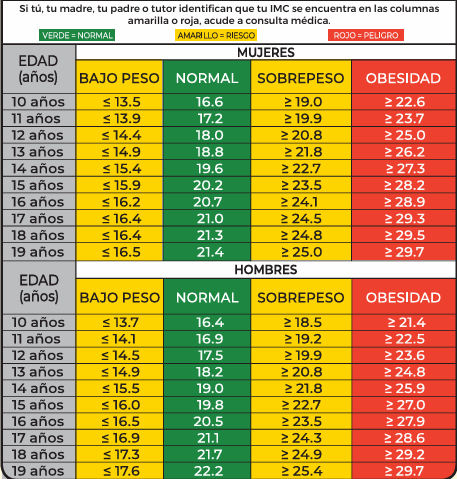 Si tú, tu madre, tu padre o tutor identifican que tu IMC se encuentra en las columnas
amarilla o roja, acude a consulta médica.
VERDE = NORMAL AMARILLO = RIESGO ROJO = PELIGRO
EDAD (años) MUJERES
BAJO PESO NORMAL SOBREPESO OBESIDAD
10 años ≤ 13.5 16.6 ≥ 19.0 ≥ 22.6
11 años ≤ 13.9 17.2 ≥ 19.9 ≥ 23.7
12 años ≤ 14.4 18.0 ≥ 20.8 ≥ 25.0
13 años ≤ 14.9 18.8 ≥ 21.8 ≥ 26.2
14 años ≤ 15.4 19.6 ≥ 22.7 ≥ 27.3
15 años ≤ 15.9 20.2 ≥ 23.5 ≥ 28.2
16 años ≤ 16.2 20.7 ≥ 24.1 ≥ 28.9
17 años ≤ 16.4 21.0 ≥ 24.5 ≥ 29.3
18 años ≤ 16.4 21.3 ≥ 24.8 ≥ 29.5
19 años ≤ 16.5 21.4 ≥ 25.0 ≥ 29.7
EDAD (años) HOMBRES
BAJO PESO NORMAL SOBREPESO OBESIDAD
10 años ≤ 13.7 16.4 ≥ 18.5 ≥ 21.4
11 años ≤ 14.1 16.9 ≥ 19.2 ≥ 22.5
12 años ≤ 14.5 17.5 ≥ 19.9 ≥ 23.6
13 años ≤ 14.9 18.2 ≥ 20.8 ≥ 24.8
14 años ≤ 15.5 19.0 ≥ 21.8 ≥ 25.9
15 años ≤ 16.0 19.8 ≥ 22.7 ≥ 27.0
16 años ≤ 16.5 20.5 ≥ 23.5 ≥ 27.9
17 años ≤ 16.9 21.1 ≥ 24.3 ≥ 28.6
18 años ≤ 17.3 21.7 ≥ 24.9 ≥ 29.2
19 años ≤ 17.6 22.2 ≥ 25.4 ≥ 29.7